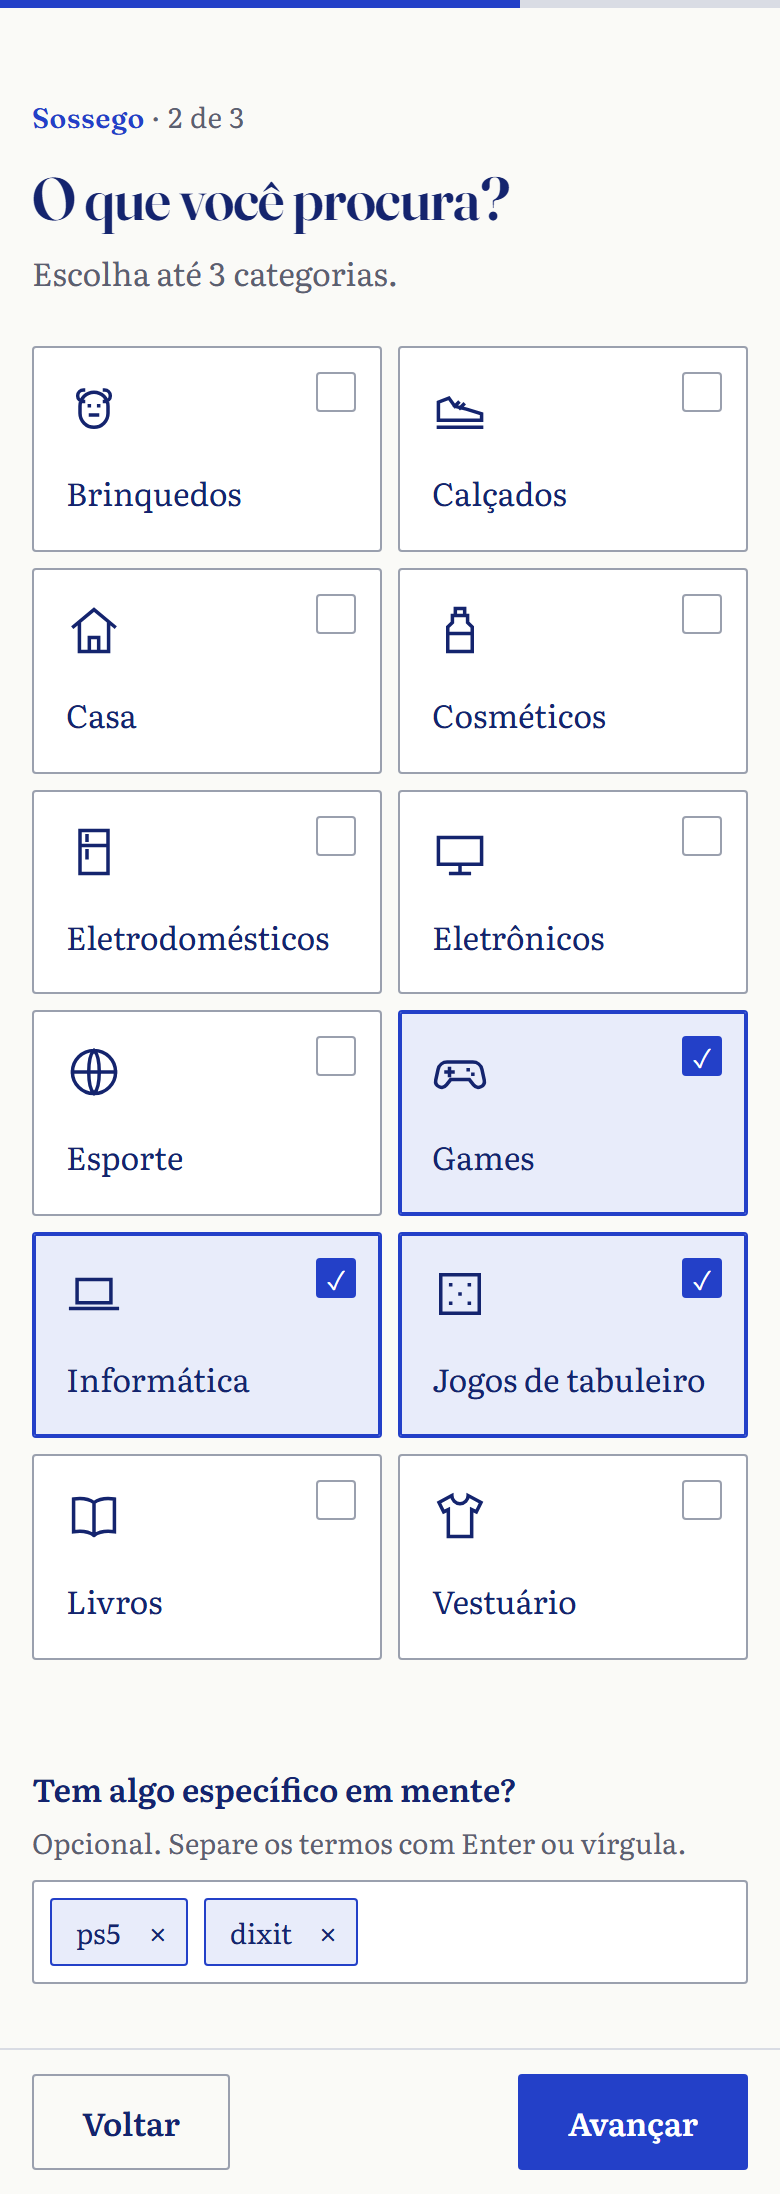 Sossego · 2 de 3
O que você procura?
Escolha até 3 categorias.
Brinquedos
Calçados
Casa
Cosméticos
Eletrodomésticos
Eletrônicos
Esporte
Games
Informática
Jogos de tabuleiro
Livros
Vestuário
Tem algo específico em mente?
Opcional. Separe os termos com Enter ou vírgula.
ps5 × dixit ×
Voltar
Avançar